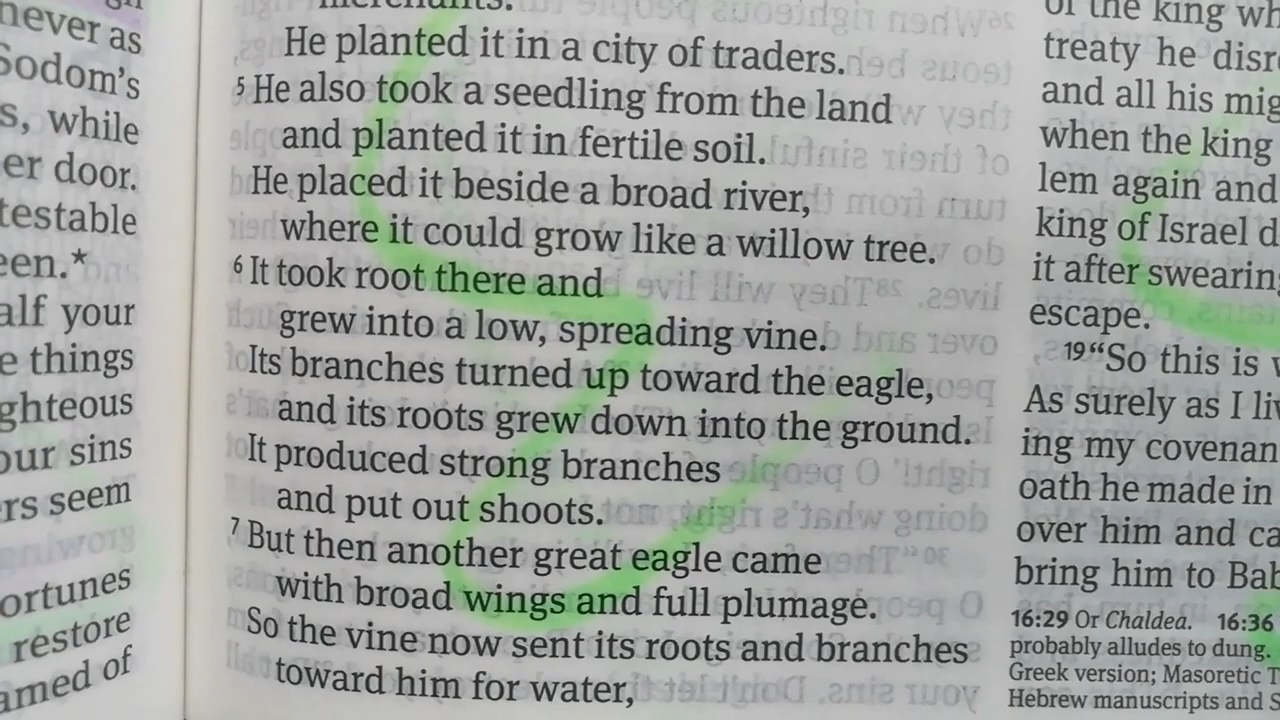 never as
Sodom's
s, while
er door.
testable
een.*
alf your
e things
ghteous
our sins
rs seem
ortunes
restore
amed of
merchants.
He planted it in a city of traders.
5 He also took a seedling from the land
and planted it in fertile soil.
He placed it beside a broad river,
where it could grow like a willow tree.
6 It took root there and
grew into a low, spreading vine.
Its branches turned up toward the eagle,
and its roots grew down into the ground.
It produced strong branches
and put out shoots.
7 But then another great eagle came
with broad wings and full plumage.
So the vine now sent its roots and branches
toward him for water,
of the king wh
treaty he disre
and all his mig
when the king
lem again and
king of Israel d
it after swearing
escape.
19 “So this is w
As surely as I liv
ing my covenan
oath he made in
over him and ca
bring him to Bab
16:29 Or Chaldea. 16:36
probably alludes to dung.
Greek version; Masoretic T
Hebrew manuscripts and S